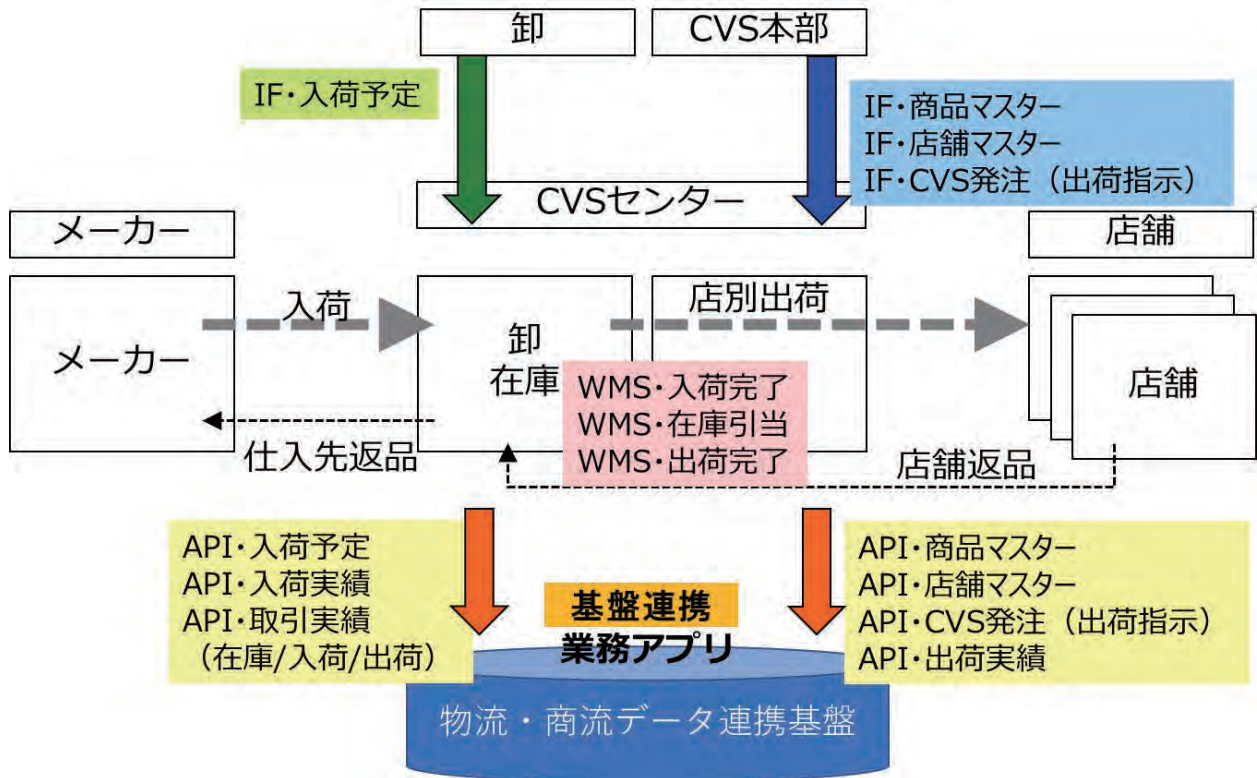 卸
CVS本部
IF・入荷予定
IF・商品マスター
IF・店舗マスター
IF・CVS発注（出荷指示）
CVSセンター
メーカー
店舗
メーカー
入荷
卸
在庫
店別出荷
店舗
WMS・入荷完了
WMS・在庫引当
WMS・出荷完了
仕入先返品
店舗返品
API・入荷予定
API・入荷実績
API・取引実績
（在庫/入荷/出荷）
API・商品マスター
API・店舗マスター
API・CVS発注（出荷指示）
API・出荷実績
基盤連携
業務アプリ
物流・商流データ連携基盤